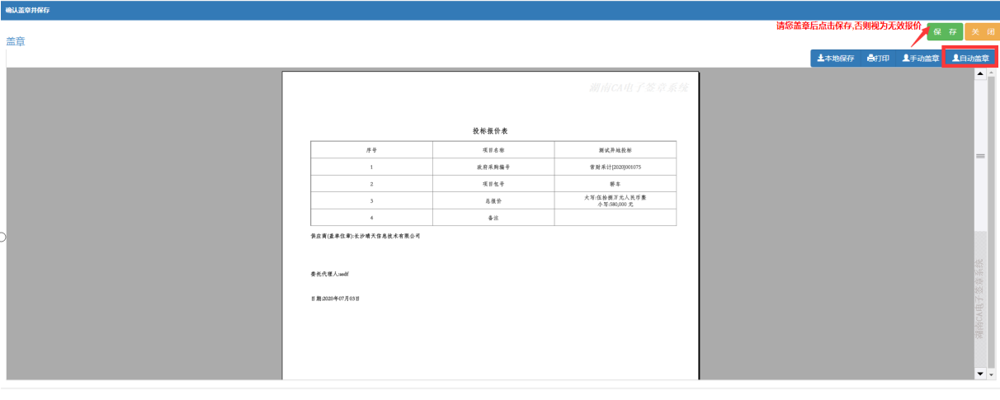 确认盖章并保存
请您盖章后点击保存,否则视为无效报价
保 存
关 闭
盖章
本地保存
打印
手动盖章
自动盖章
湖南CA电子签章系统
投标报价表
序号 项目名称 测试异地投标
1 政府采购编号 常财采计[2020]001075
2 项目包号 轿车
3 总报价 大写:伍拾捌万元人民币整
小写:580,000 元
4 备注
供应商(盖单位章):长沙晴天信息技术有限公司
委托代理人:asdf
日期:2020年07月03日
湖南CA电子签章系统